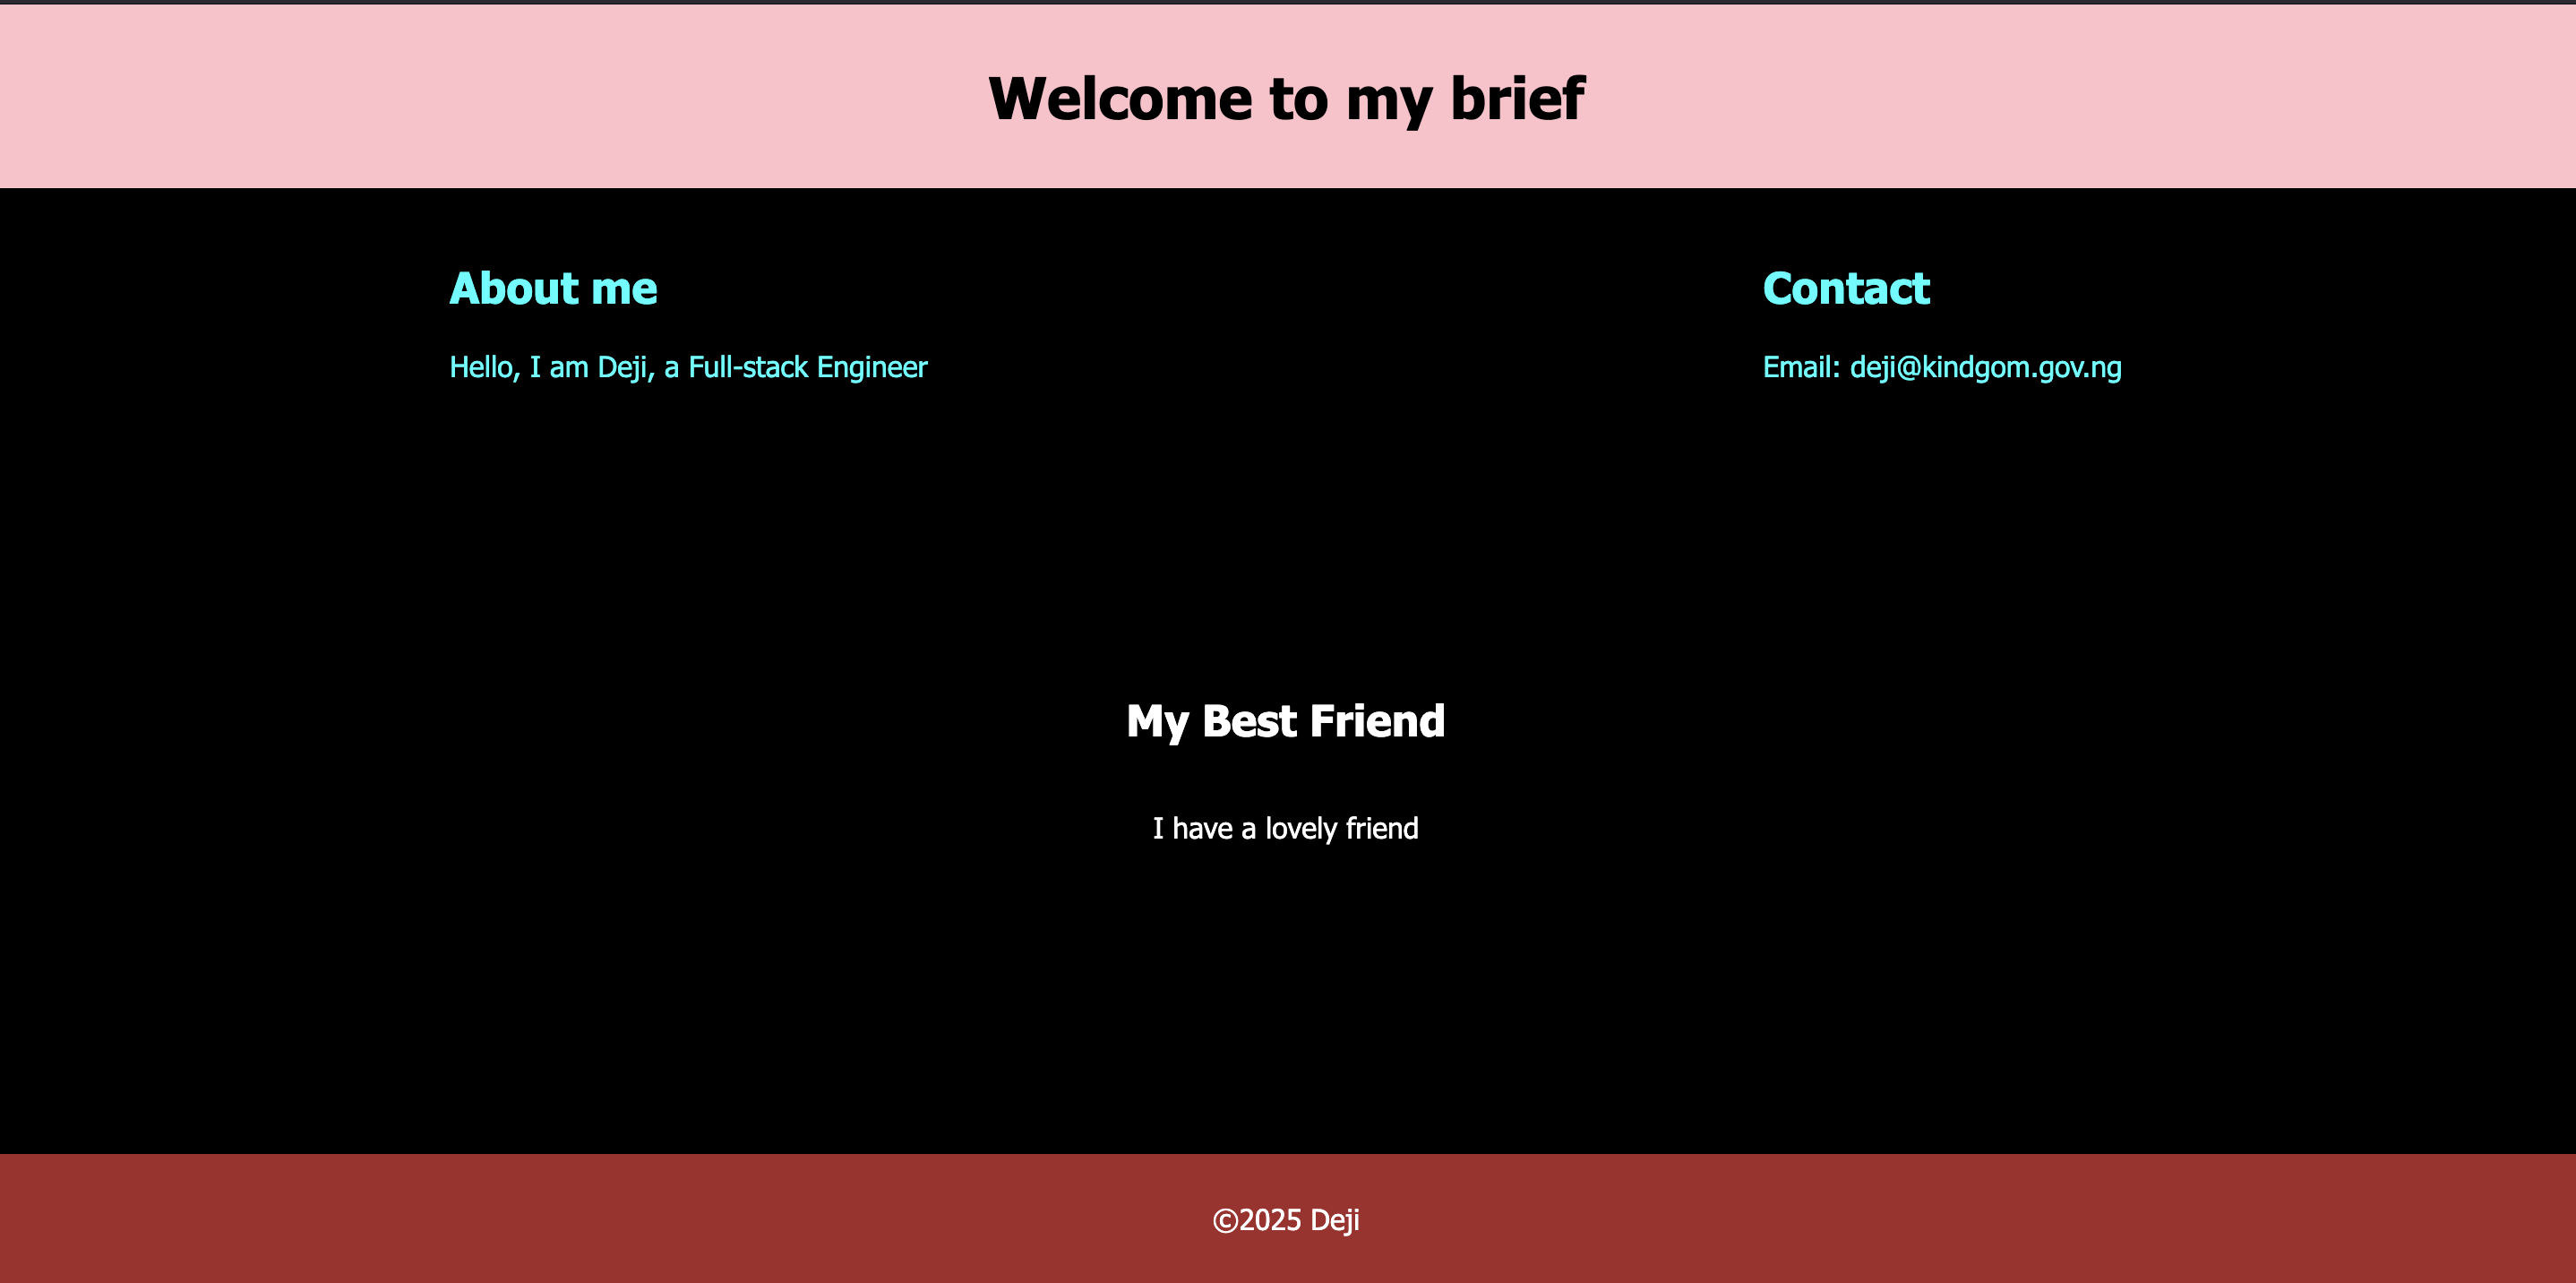 Welcome to my brief
About me
Hello, I am Deji, a Full-stack Engineer
Contact
Email: deji@kindgom.gov.ng
My Best Friend
I have a lovely friend
©2025 Deji